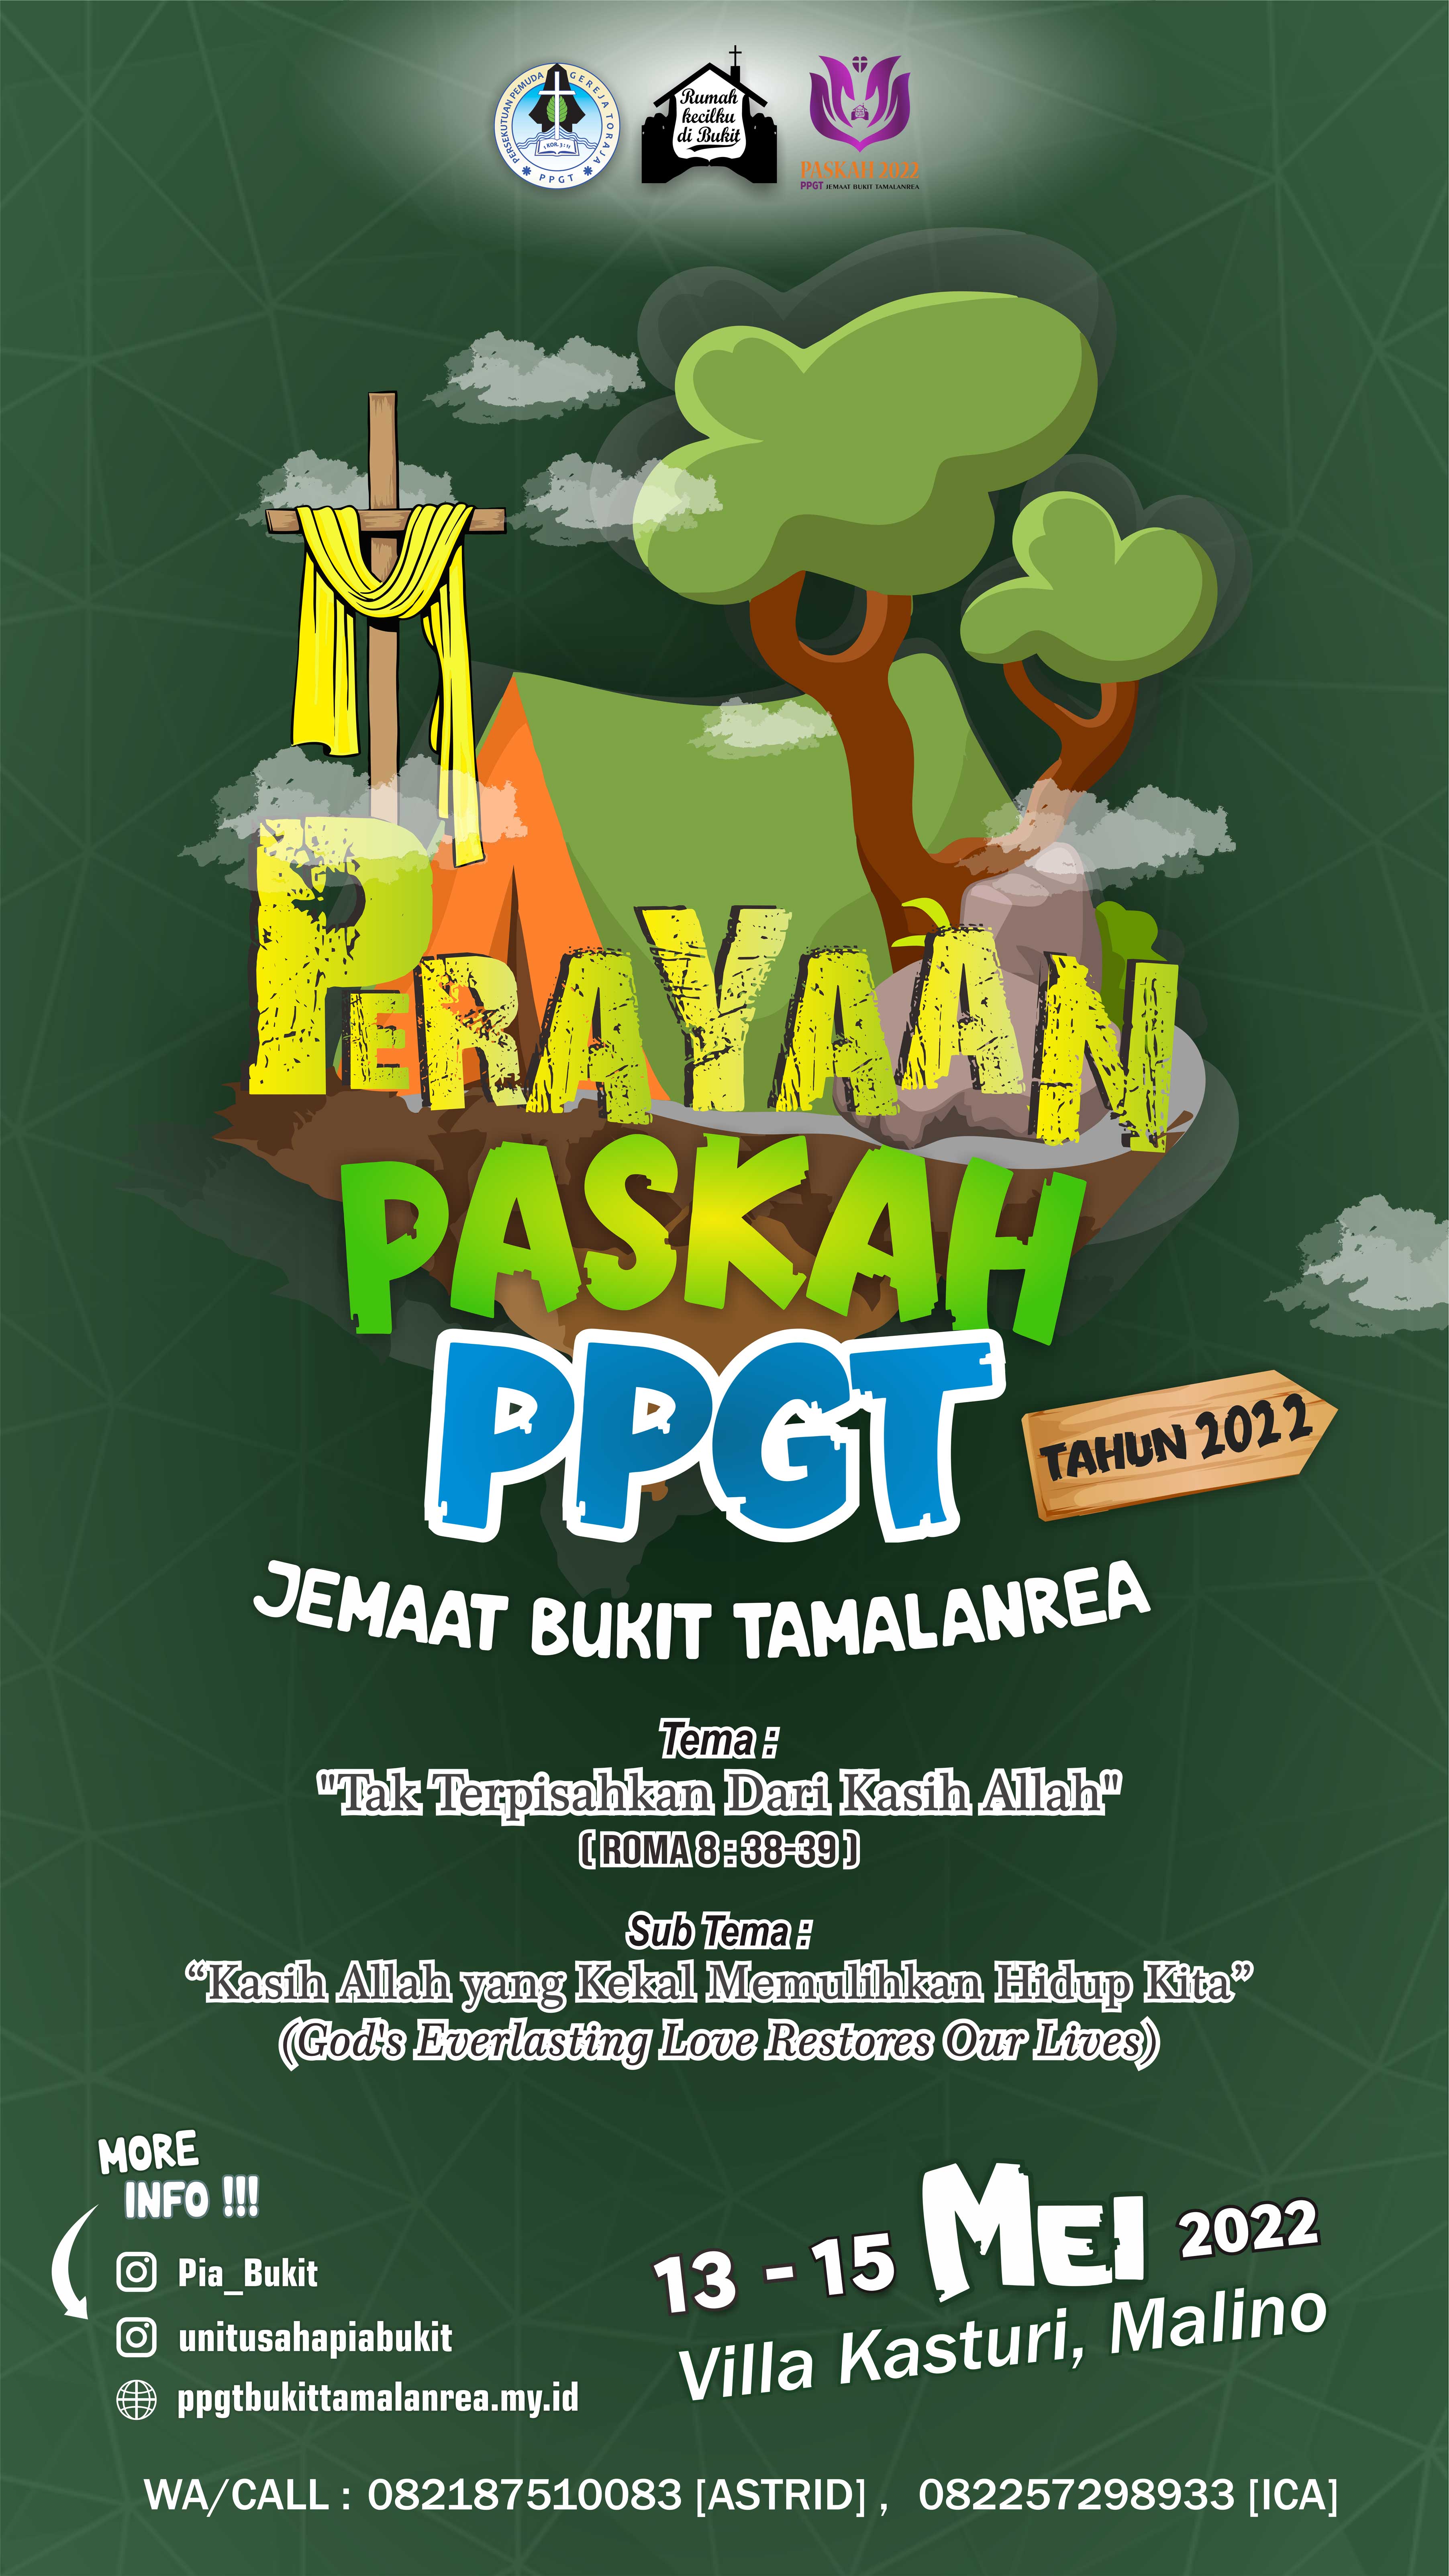 PERSEKUTUAN PEMUDA GEREJA TORAJA
1 KOR. 3 : 11
PPGT
Rumah
kecilku
di Bukit
PASKAH 2022
PPGT JEMAAT BUKIT TAMALANREA
PERAYAAN
PASKAH
PPGT
TAHUN 2022
JEMAAT BUKIT TAMALANREA
Tema :
"Tak Terpisahkan Dari Kasih Allah"
( ROMA 8 : 38-39 )
Sub Tema :
“Kasih Allah yang Kekal Memulihkan Hidup Kita”
(God's Everlasting Love Restores Our Lives)
MORE
INFO !!!
Pia_Bukit
unitusahapiabukit
ppgtbukittamalanrea.my.id
13 - 15 MEI 2022
Villa Kasturi, Malino
WA/CALL : 082187510083 [ASTRID] , 082257298933 [ICA]